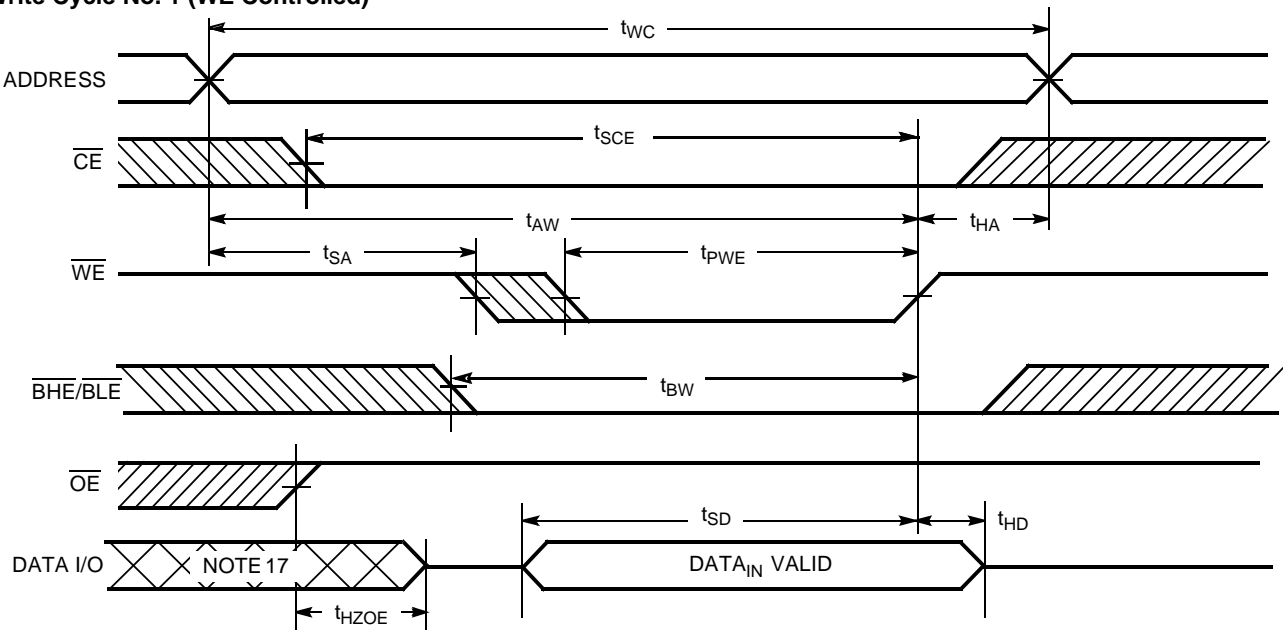 Write Cycle No. 1 (WE Controlled)
tWC
ADDRESS
tSCE
CE
tAW
tHA
tSA
tPWE
WE
BHE/BLE
tBW
OE
tSD
tHD
DATA I/O
NOTE 17
DATAIN VALID
tHZOE